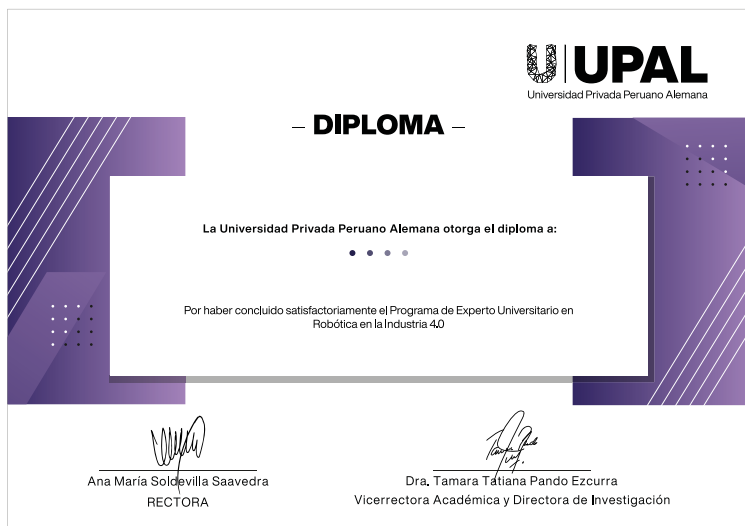 UPAL
Universidad Privada Peruano Alemana
– DIPLOMA –
La Universidad Privada Peruano Alemana otorga el diploma a:
Por haber concluido satisfactoriamente el Programa de Experto Universitario en
Robótica en la Industria 4.0
Ana María Soldevilla Saavedra
RECTORA
Dra. Tamara Tatiana Pando Ezcurra
Vicerrectora Académica y Directora de Investigación